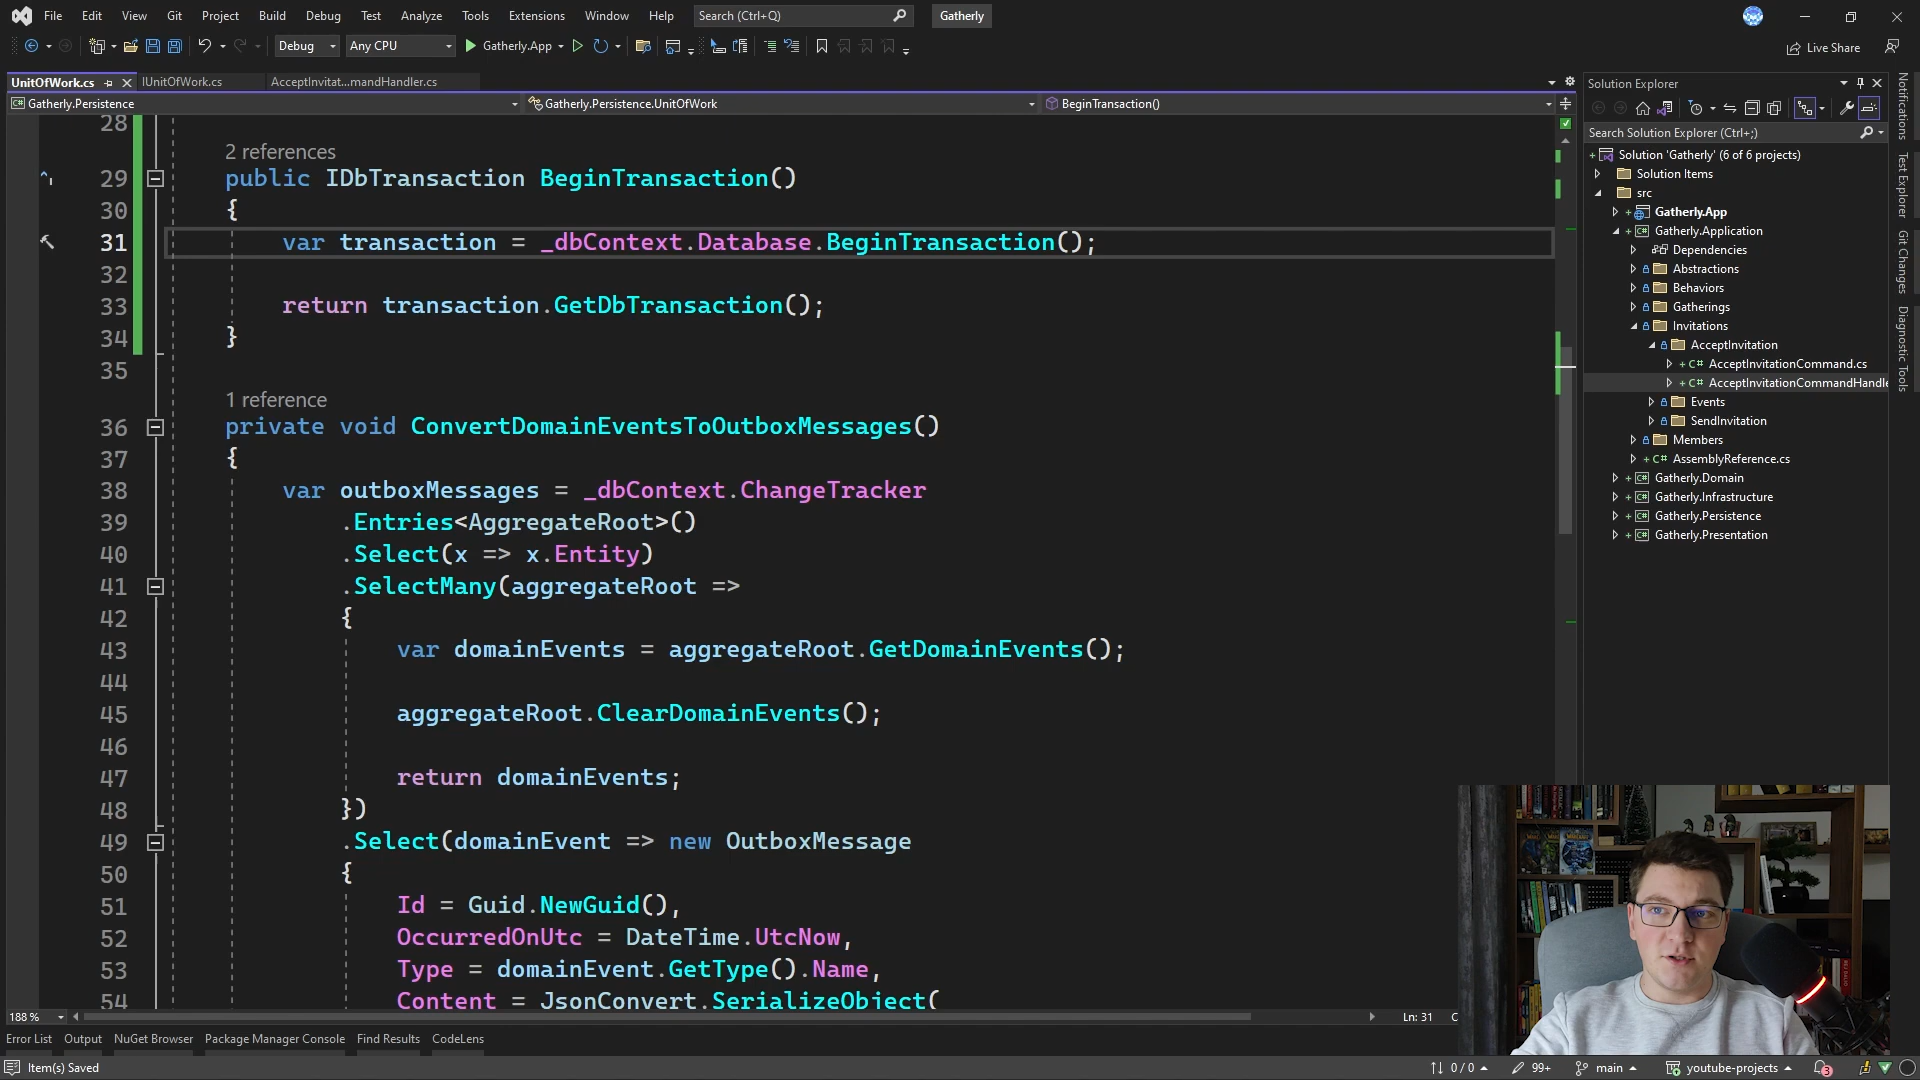 File Edit View Git Project Build Debug Test Analyze Tools Extensions Window Help Search (Ctrl+Q) Gatherly
Debug Any CPU Gatherly.App Live Share
UnitOfWork.cs IUnitOfWork.cs AcceptInvitat...mandHandler.cs
Gatherly.Persistence Gatherly.Persistence.UnitOfWork BeginTransaction()
28
2 references
29 public IDbTransaction BeginTransaction()
30 {
31 var transaction = _dbContext.Database.BeginTransaction();
32
33 return transaction.GetDbTransaction();
34 }
35
1 reference
36 private void ConvertDomainEventsToOutboxMessages()
37 {
38 var outboxMessages = _dbContext.ChangeTracker
39 .Entries<AggregateRoot>()
40 .Select(x => x.Entity)
41 .SelectMany(aggregateRoot =>
42 {
43 var domainEvents = aggregateRoot.GetDomainEvents();
44
45 aggregateRoot.ClearDomainEvents();
46
47 return domainEvents;
48 })
49 .Select(domainEvent => new OutboxMessage
50 {
51 Id = Guid.NewGuid(),
52 OccurredOnUtc = DateTime.UtcNow,
53 Type = domainEvent.GetType().Name,
54 Content = JsonConvert.SerializeObject(
188 % Ln: 31 C
Error List Output NuGet Browser Package Manager Console Find Results CodeLens
Item(s) Saved 0 / 0 99+ main youtube-projects 3
Solution Explorer
Search Solution Explorer (Ctrl+;)
Solution 'Gatherly' (6 of 6 projects)
Solution Items
src
Gatherly.App
Gatherly.Application
Dependencies
Abstractions
Behaviors
Gatherings
Invitations
AcceptInvitation
C# AcceptInvitationCommand.cs
C# AcceptInvitationCommandHandle
Events
SendInvitation
Members
C# AssemblyReference.cs
Gatherly.Domain
Gatherly.Infrastructure
Gatherly.Persistence
Gatherly.Presentation
Notifications
Test Explorer
Git Changes
Diagnostic Tools